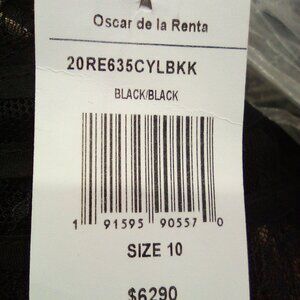 Oscar de la Renta
20RE635CYLBKK
BLACK/BLACK
1 91595 90557 0
SIZE 10
$6290